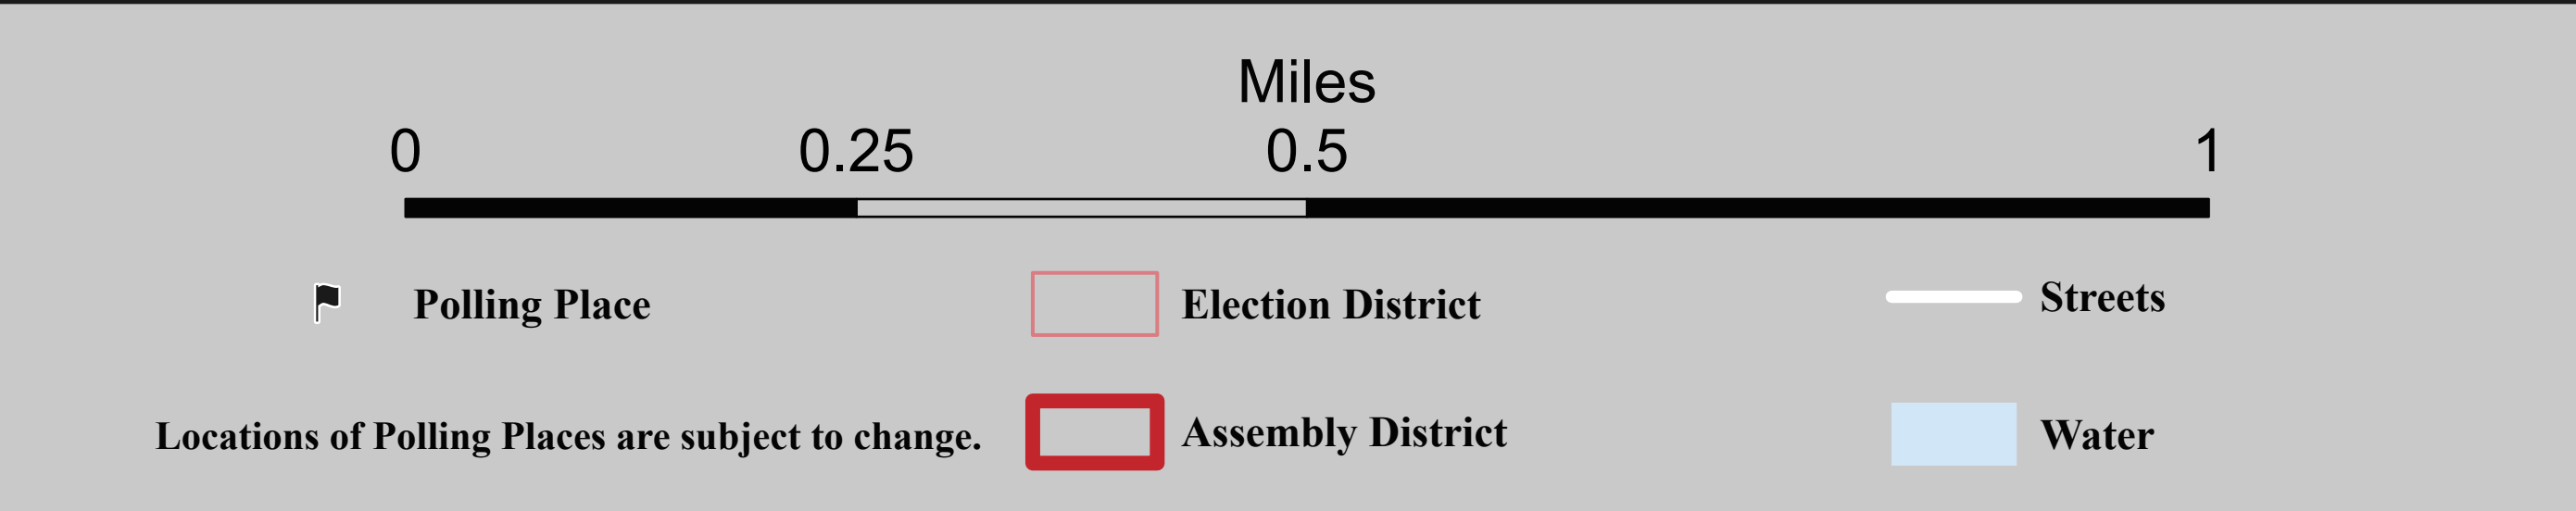 Miles
0 0.25 0.5 1
Polling Place
Election District
Streets
Locations of Polling Places are subject to change.
Assembly District
Water